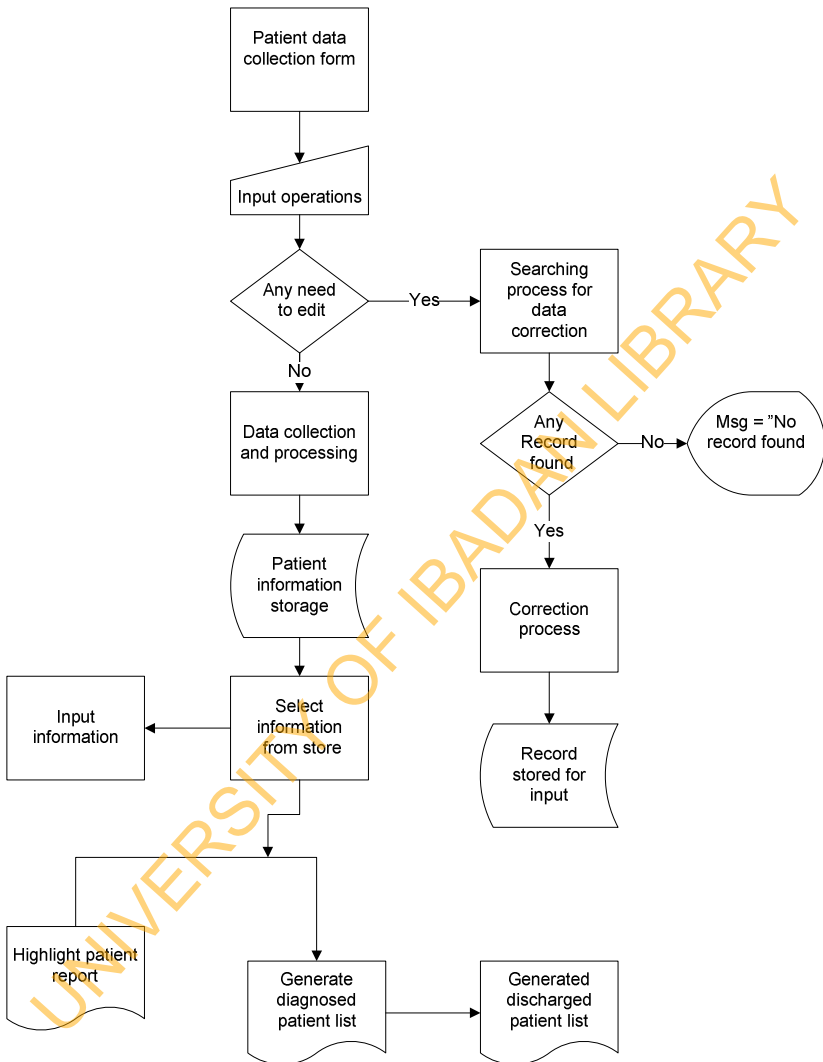 Patient data
collection form
Input operations
Any need
to edit
Yes
Searching
process for
data
correction
No
Data collection
and processing
Any
Record
found
No
Msg = ”No
record found
Yes
Patient
information
storage
Correction
process
Input
information
Select
information
from store
Record
stored for
input
Highlight patient
report
Generate
diagnosed
patient list
Generated
discharged
patient list
UNIVERSITY OF IBADAN LIBRARY